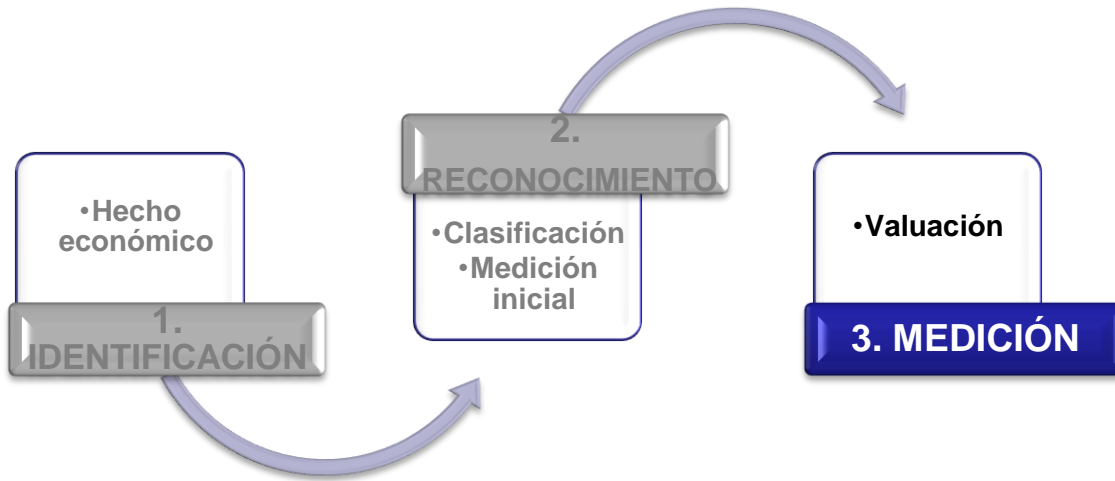 •Hecho
económico
1.
IDENTIFICACIÓN
2.
RECONOCIMIENTO
•Clasificación
•Medición
inicial
•Valuación
3. MEDICIÓN